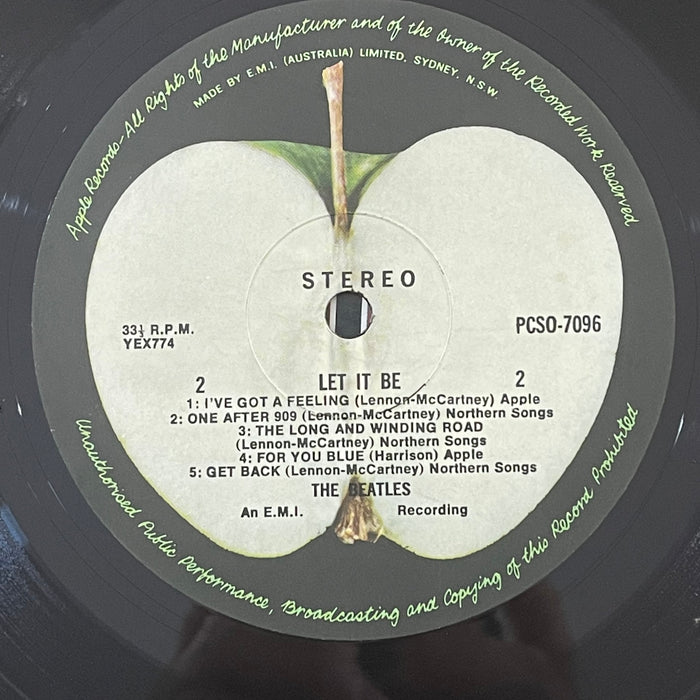 Apple Records-All Rights of the Manufacturer and of the Owner of the Recorded Work Reserved
MADE BY E.M.I. (AUSTRALIA) LIMITED, SYDNEY, N.S.W.
STEREO
33⅓ R.P.M.
YEX774
PCSO-7096
2 LET IT BE 2
1: I'VE GOT A FEELING (Lennon-McCartney) Apple
2: ONE AFTER 909 (Lennon-McCartney) Northern Songs
3: THE LONG AND WINDING ROAD
(Lennon-McCartney) Northern Songs
4: FOR YOU BLUE (Harrison) Apple
5: GET BACK (Lennon-McCartney) Northern Songs
THE BEATLES
An E.M.I. Recording
Unauthorised Public Performance, Broadcasting and Copying of this Record Prohibited